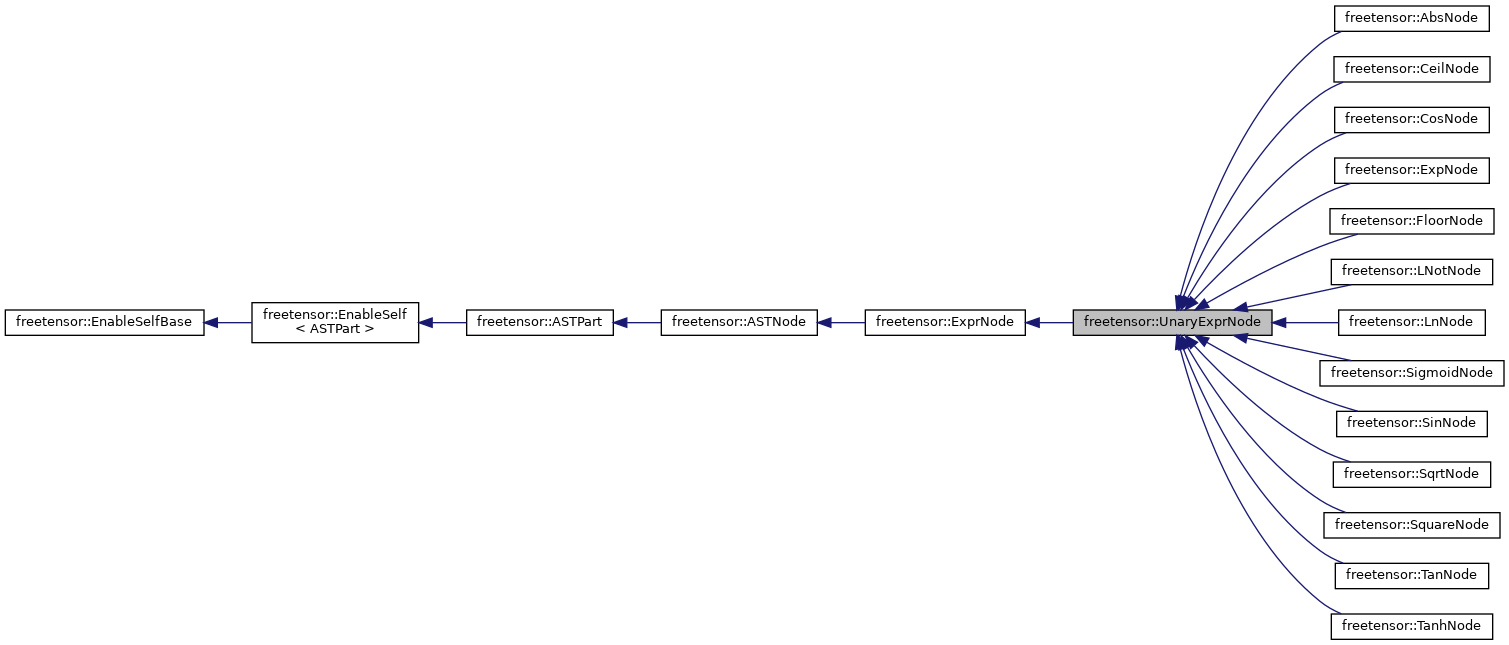 freetensor::AbsNode
freetensor::CeilNode
freetensor::CosNode
freetensor::ExpNode
freetensor::FloorNode
freetensor::LNotNode
freetensor::EnableSelfBase
freetensor::EnableSelf
< ASTPart >
freetensor::ASTPart
freetensor::ASTNode
freetensor::ExprNode
freetensor::UnaryExprNode
freetensor::LnNode
freetensor::SigmoidNode
freetensor::SinNode
freetensor::SqrtNode
freetensor::SquareNode
freetensor::TanNode
freetensor::TanhNode